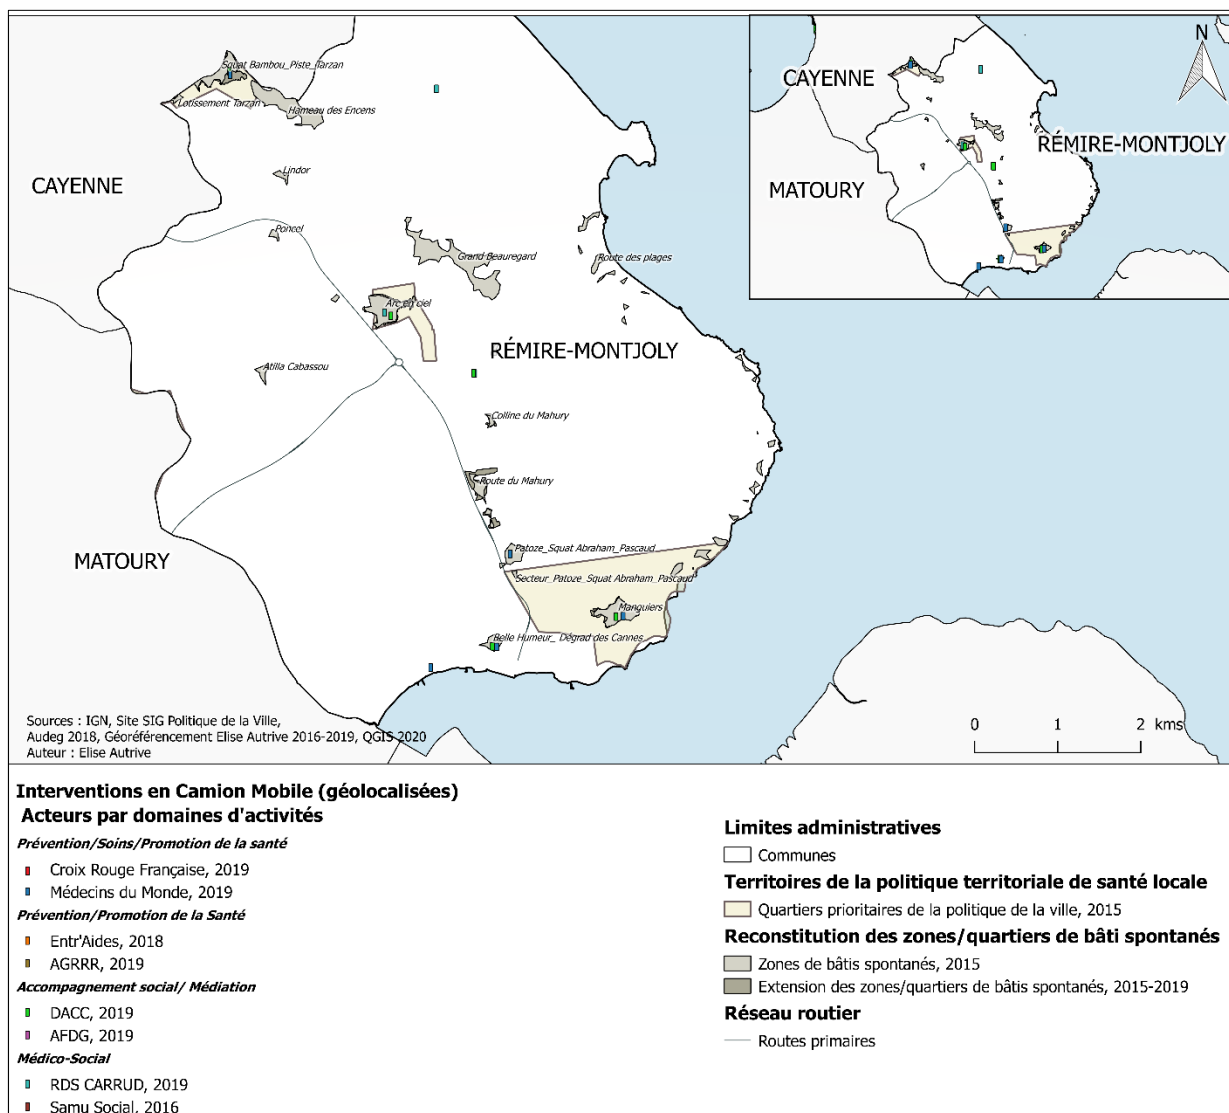 Squat Bambou_Piste_Tarzan
Lotissement Tarzan
Hameau des Encens
CAYENNE
Lindor
Poncel
Grand Beauregard
Route des plages
Arc en ciel
RÉMIRE-MONTJOLY
Atilla Cabassou
Colline du Mahury
Route du Mahury
MATOURY
Patoze_Squat Abraham_Pascaud
Secteur_Patoze_Squat Abraham_Pascaud
Manguiers
Belle Humeur_ Dégrad des Cannes
N
CAYENNE
RÉMIRE-MONTJOLY
MATOURY
0 1 2 kms
Sources : IGN, Site SIG Politique de la Ville,
Audeg 2018, Géoréférencement Elise Autrive 2016-2019, QGIS 2020
Auteur : Elise Autrive
Interventions en Camion Mobile (géolocalisées)
Acteurs par domaines d'activités
Prévention/Soins/Promotion de la santé
Croix Rouge Française, 2019
Médecins du Monde, 2019
Prévention/Promotion de la Santé
Entr'Aides, 2018
AGRRR, 2019
Accompagnement social/ Médiation
DACC, 2019
AFDG, 2019
Médico-Social
RDS CARRUD, 2019
Samu Social, 2016
Limites administratives
Communes
Territoires de la politique territoriale de santé locale
Quartiers prioritaires de la politique de la ville, 2015
Reconstitution des zones/quartiers de bâti spontanés
Zones de bâtis spontanés, 2015
Extension des zones/quartiers de bâtis spontanés, 2015-2019
Réseau routier
Routes primaires